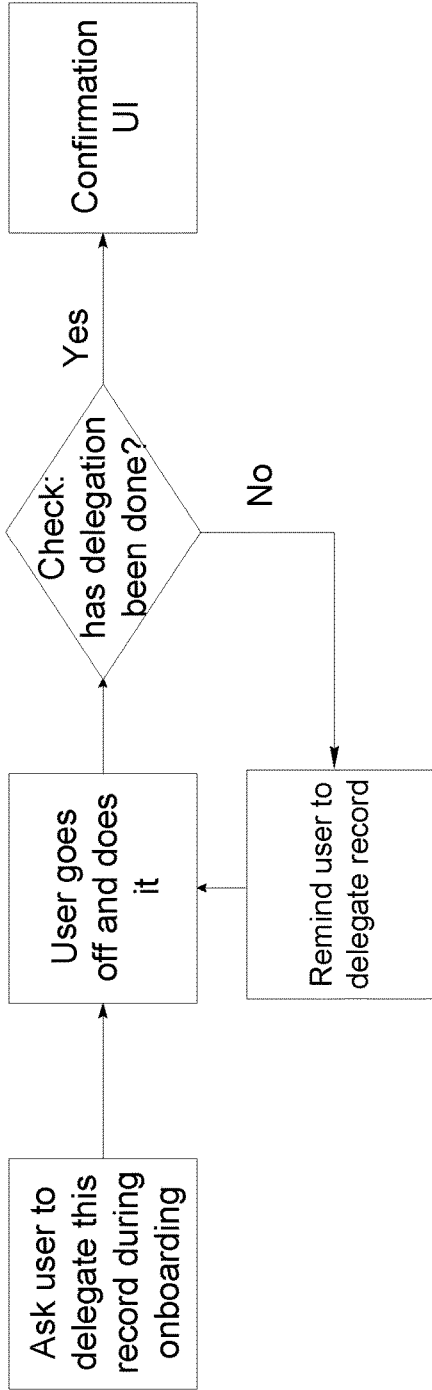 Ask user to
delegate this
record during
onboarding
User goes
off and does
it
Check:
has delegation
been done?
Yes
Confirmation
UI
No
Remind user to
delegate record